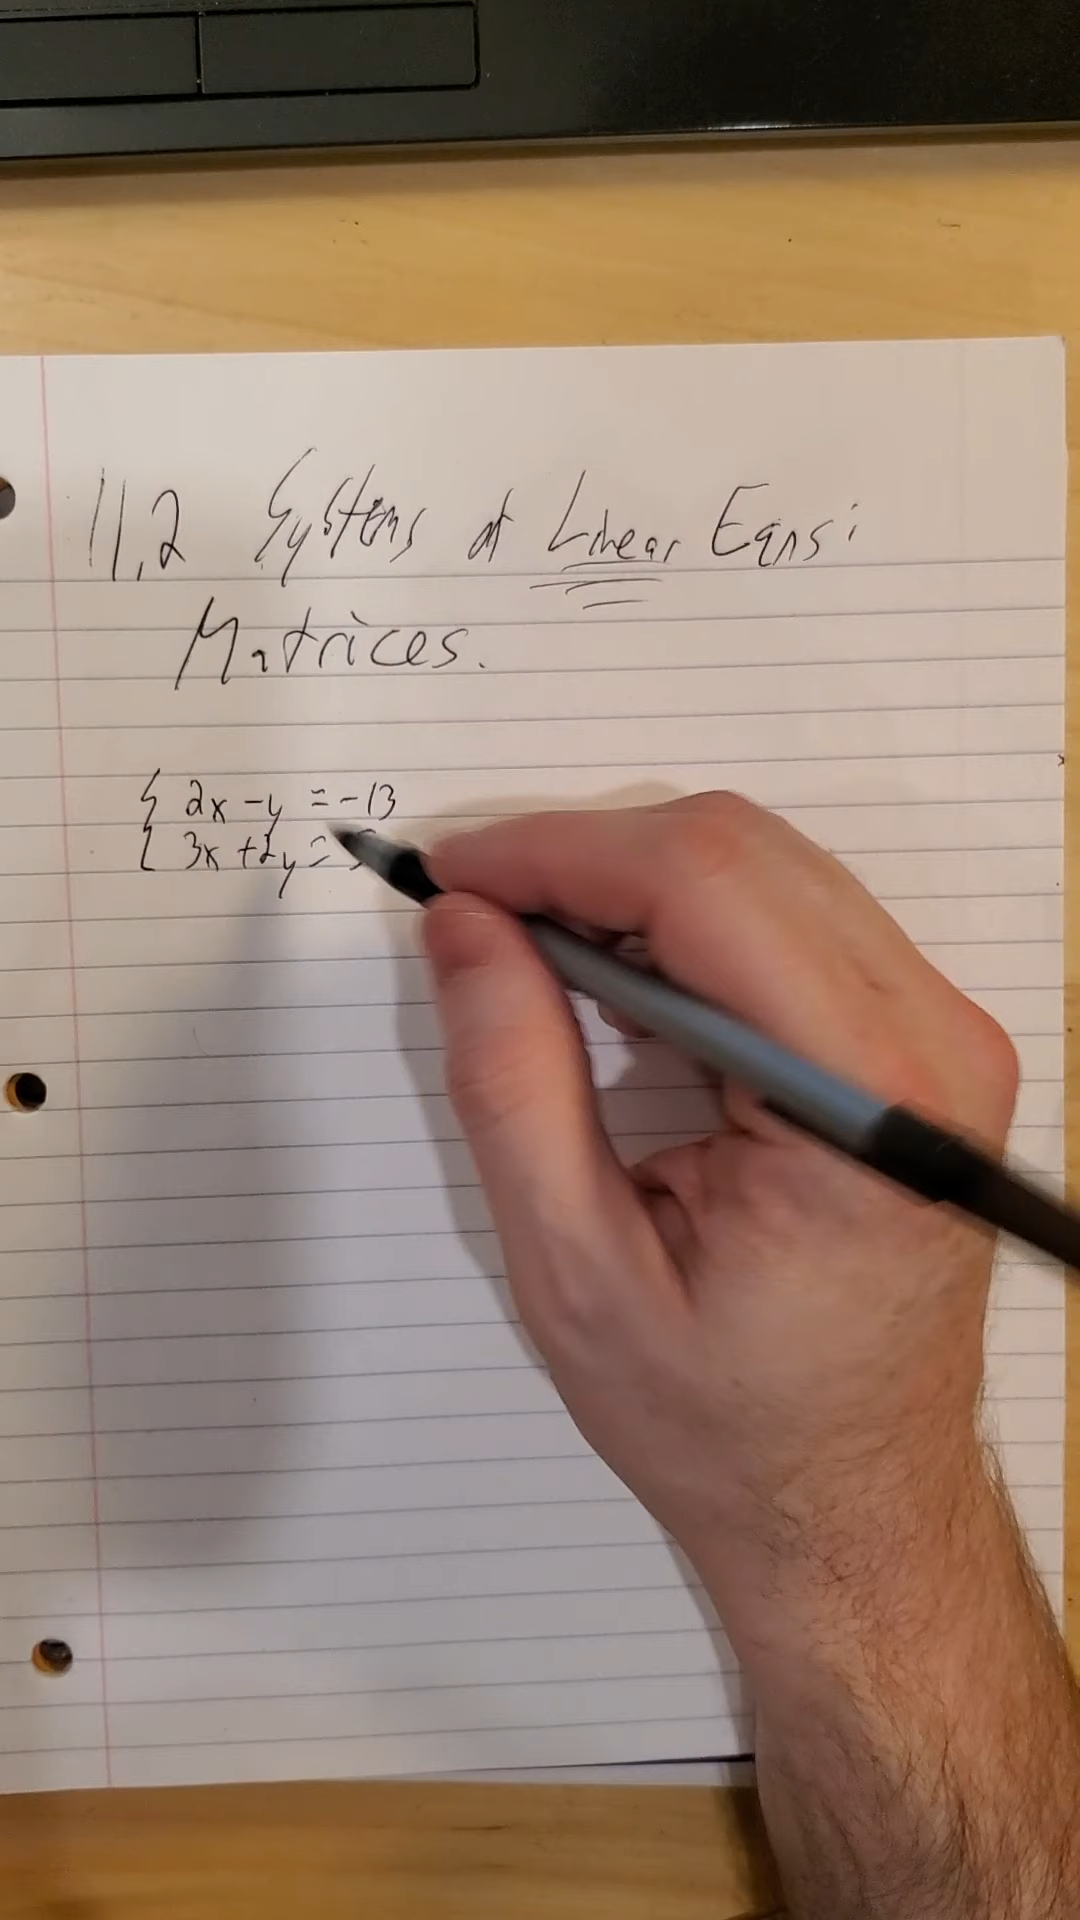 11.2 Systems of Linear Eqns:
Matrices.
2x - y = -13
3x + 2y =